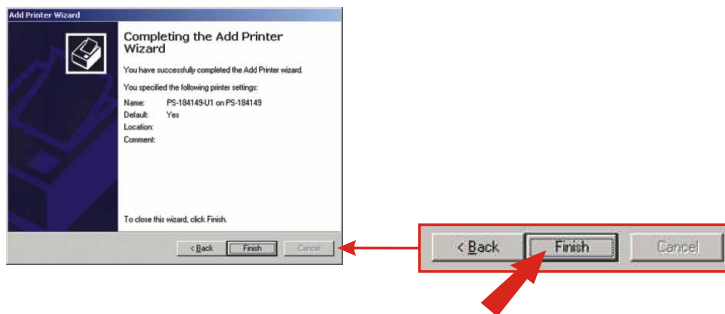 Add Printer Wizard
Completing the Add Printer
Wizard
You have successfully completed the Add Printer wizard.
You specified the following printer settings:
Name: PS-184149-U1 on PS-184149
Default: Yes
Location:
Comment:
To close this wizard, click Finish.
< Back Finish Cancel
< Back Finish Cancel